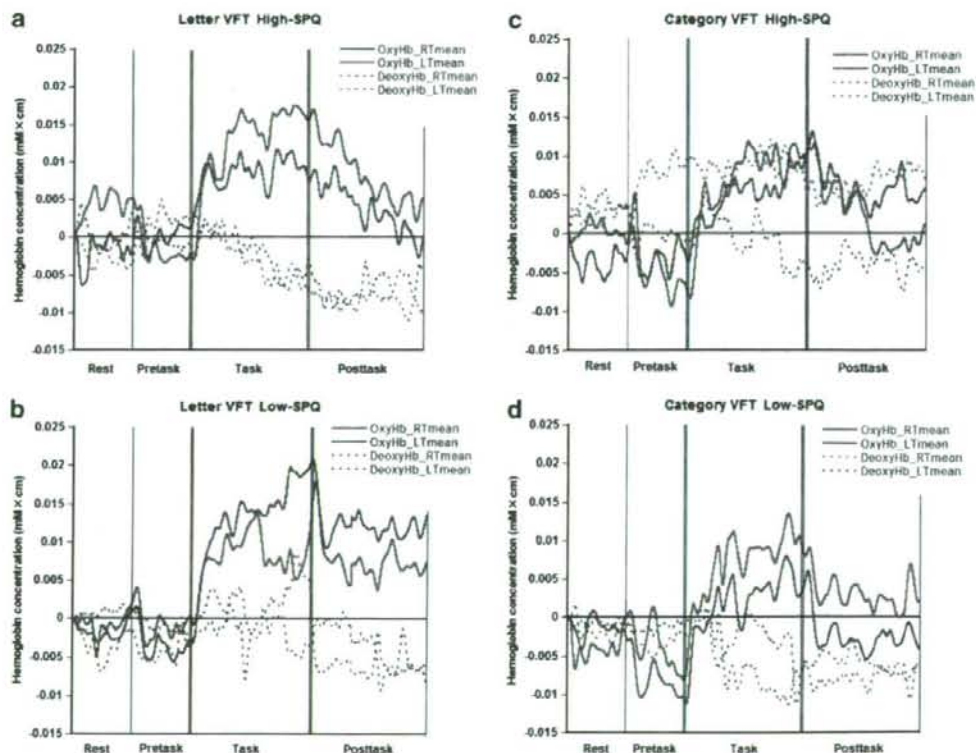 a
Letter VFT High-SPQ
OxyHb_RTmean
OxyHb_LTmean
DeoxyHb_RTmean
DeoxyHb_LTmean
Hemoglobin concentration (mM × cm)
0.025
0.02
0.015
0.01
0.005
0
-0.005
-0.01
-0.015
Rest Pretask Task Posttask
b
Letter VFT Low-SPQ
OxyHb_RTmean
OxyHb_LTmean
DeoxyHb_RTmean
DeoxyHb_LTmean
Hemoglobin concentration (mM × cm)
0.025
0.02
0.015
0.01
0.005
0
-0.005
-0.01
-0.015
Rest Pretask Task Posttask
c
Category VFT High-SPQ
OxyHb_RTmean
OxyHb_LTmean
DeoxyHb_RTmean
DeoxyHb_LTmean
Hemoglobin concentration (mM × cm)
0.025
0.02
0.015
0.01
0.005
0
-0.005
-0.01
-0.015
Rest Pretask Task Posttask
d
Category VFT Low-SPQ
OxyHb_RTmean
OxyHb_LTmean
DeoxyHb_RTmean
DeoxyHb_LTmean
Hemoglobin concentration (mM × cm)
0.025
0.02
0.015
0.01
0.005
0
-0.005
-0.01
-0.015
Rest Pretask Task Posttask